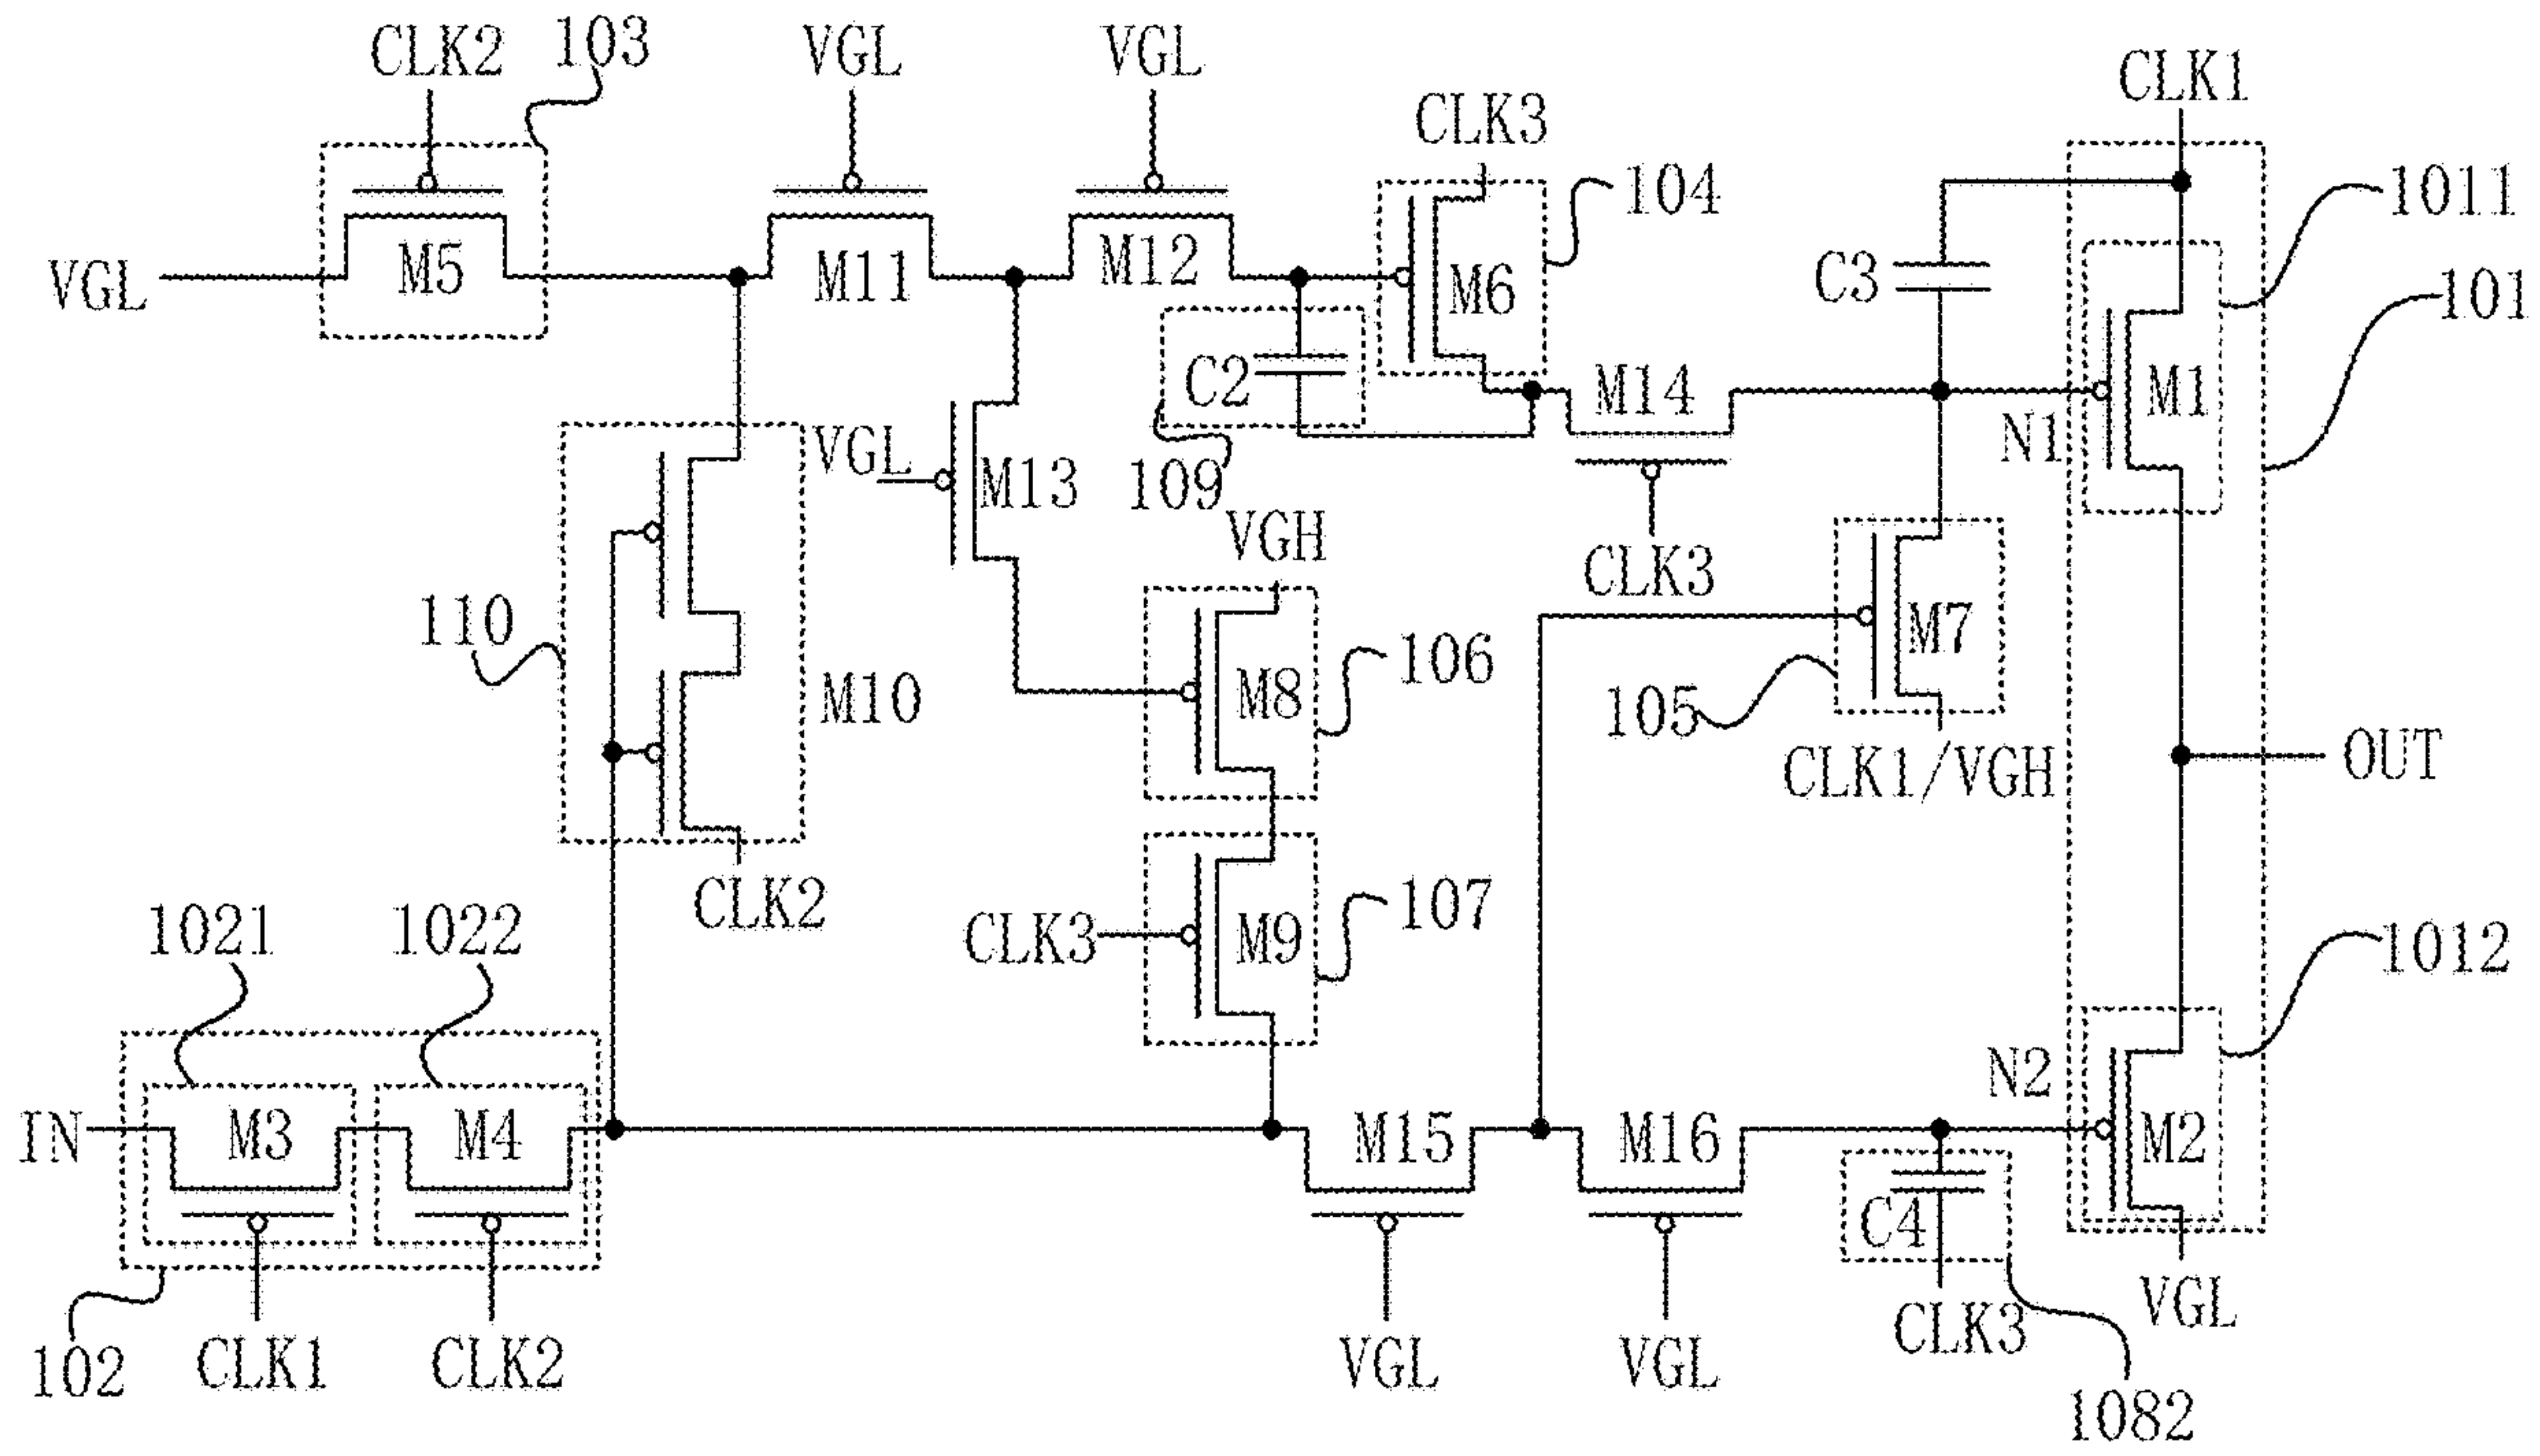 CLK2
103
VGL
VGL
CLK1
CLK3
104
1011
M5
VGL
M11
M12
M6
C3
101
C2
M14
M1
N1
VGL
M13
109
VGH
CLK3
110
M10
M8
106
M7
105
CLK1/VGH
OUT
CLK2
1021
1022
CLK3
M9
107
1012
N2
IN
M3
M4
M15
M16
M2
C4
102
CLK1
CLK2
VGL
VGL
CLK3
VGL
1082